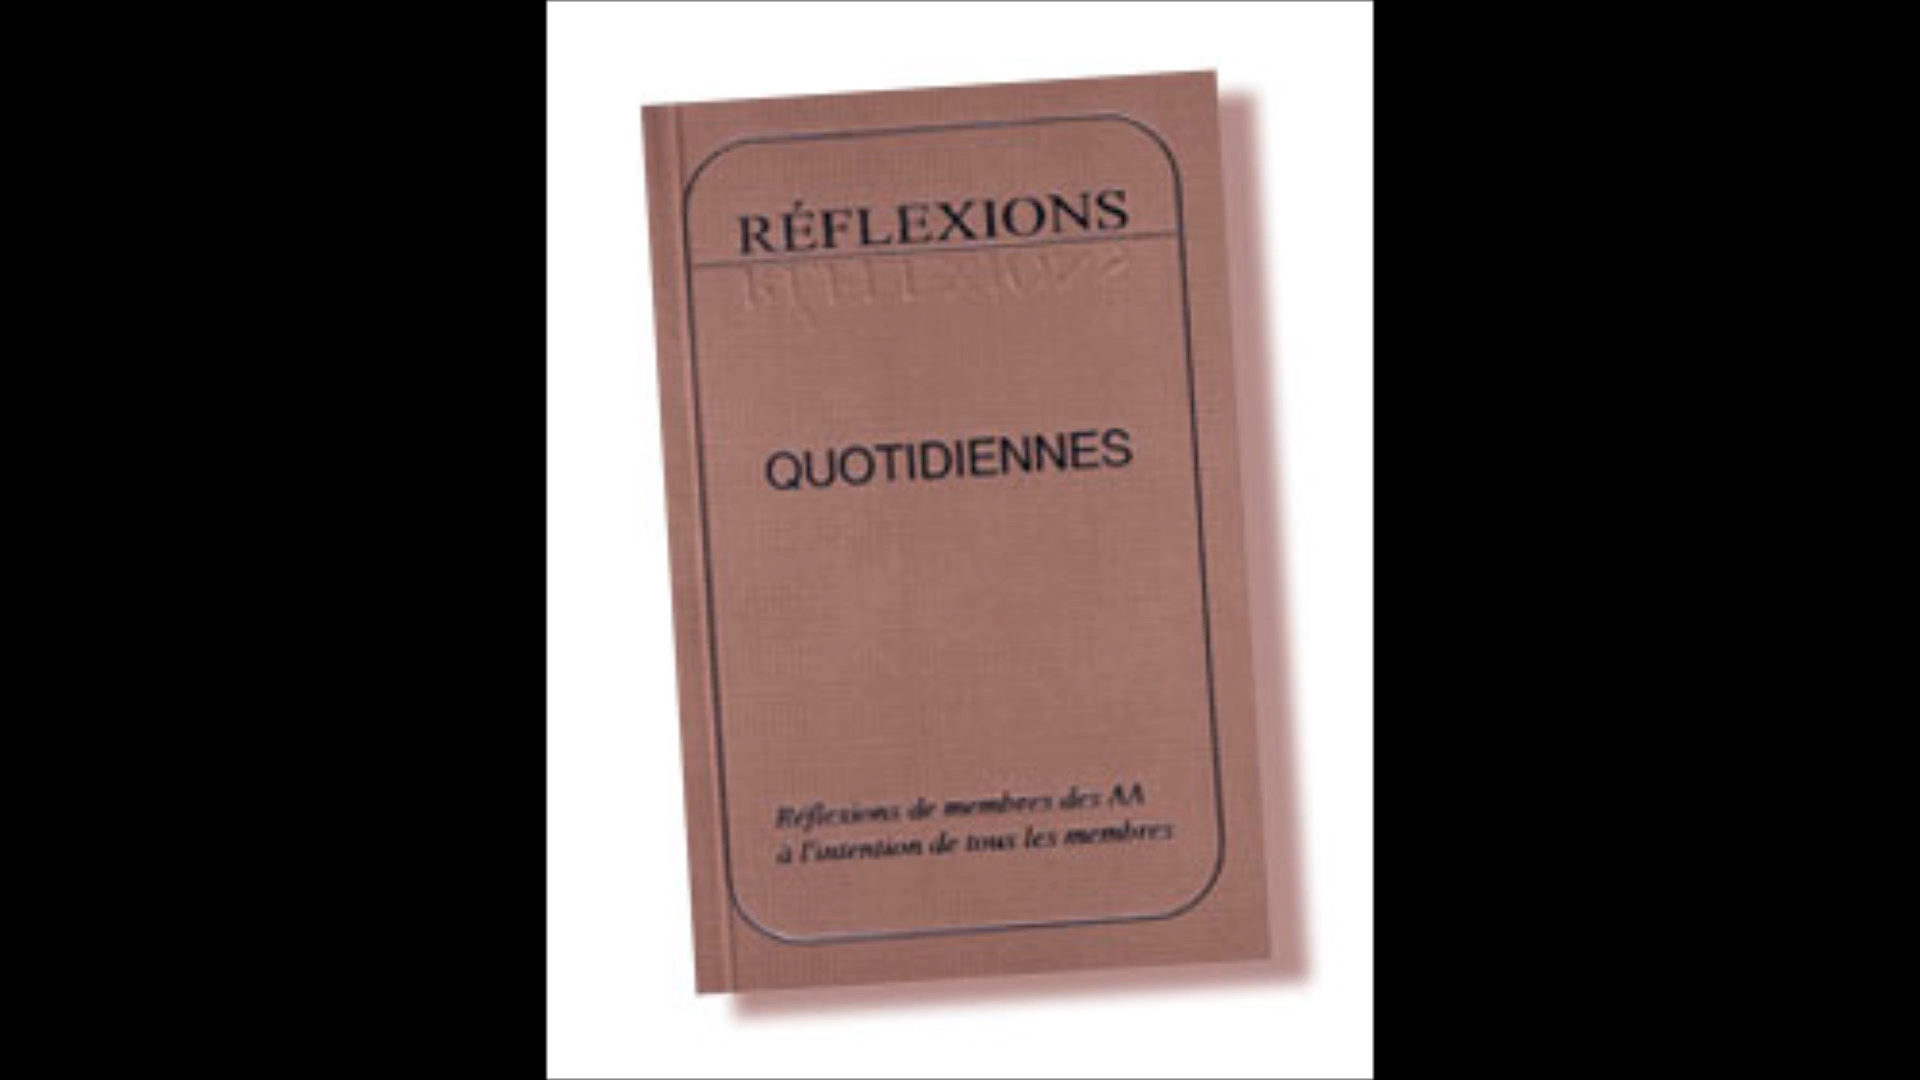 RÉFLEXIONS
QUOTIDIENNES
Réflexions de membres des AA
à l'intention de tous les membres